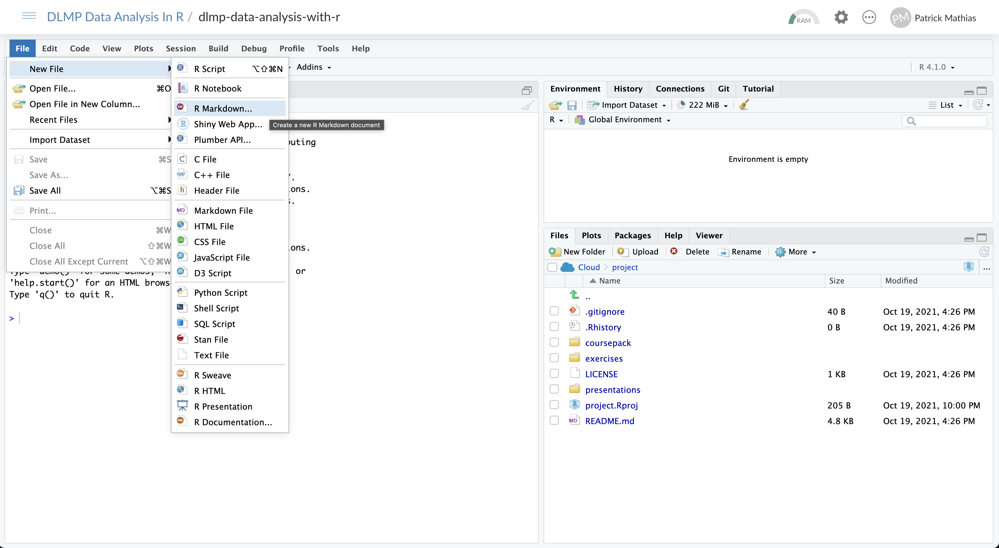 DLMP Data Analysis In R / dlmp-data-analysis-with-r
RAM
PM Patrick Mathias
File Edit Code View Plots Session Build Debug Profile Tools Help
Addins
R 4.1.0
New File
Open File... ⌘O
Open File in New Column...
Recent Files
Import Dataset
Save ⌘S
Save As...
Save All ⌥⌘S
Print...
Close ⌘W
Close All ⇧⌘W
Close All Except Current ⌥⇧⌘W
R Script ⌥⇧⌘N
R Notebook
R Markdown...
Shiny Web App...
Plumber API...
C File
C++ File
Header File
Markdown File
HTML File
CSS File
JavaScript File
D3 Script
Python Script
Shell Script
SQL Script
Stan File
Text File
R Sweave
R HTML
R Presentation
R Documentation...
Create a new R Markdown document
uting
.
ons.
.
ons.
or
'help.start()' for an HTML brows
Type 'q()' to quit R.
>
Environment History Connections Git Tutorial
Import Dataset 222 MiB List
R Global Environment
Environment is empty
Files Plots Packages Help Viewer
New Folder Upload Delete Rename More
Cloud > project ...
Name Size Modified
..
.gitignore 40 B Oct 19, 2021, 4:26 PM
.Rhistory 0 B Oct 19, 2021, 4:26 PM
coursepack
exercises
LICENSE 1 KB Oct 19, 2021, 4:26 PM
presentations
project.Rproj 205 B Oct 19, 2021, 10:00 PM
README.md 4.8 KB Oct 19, 2021, 4:26 PM